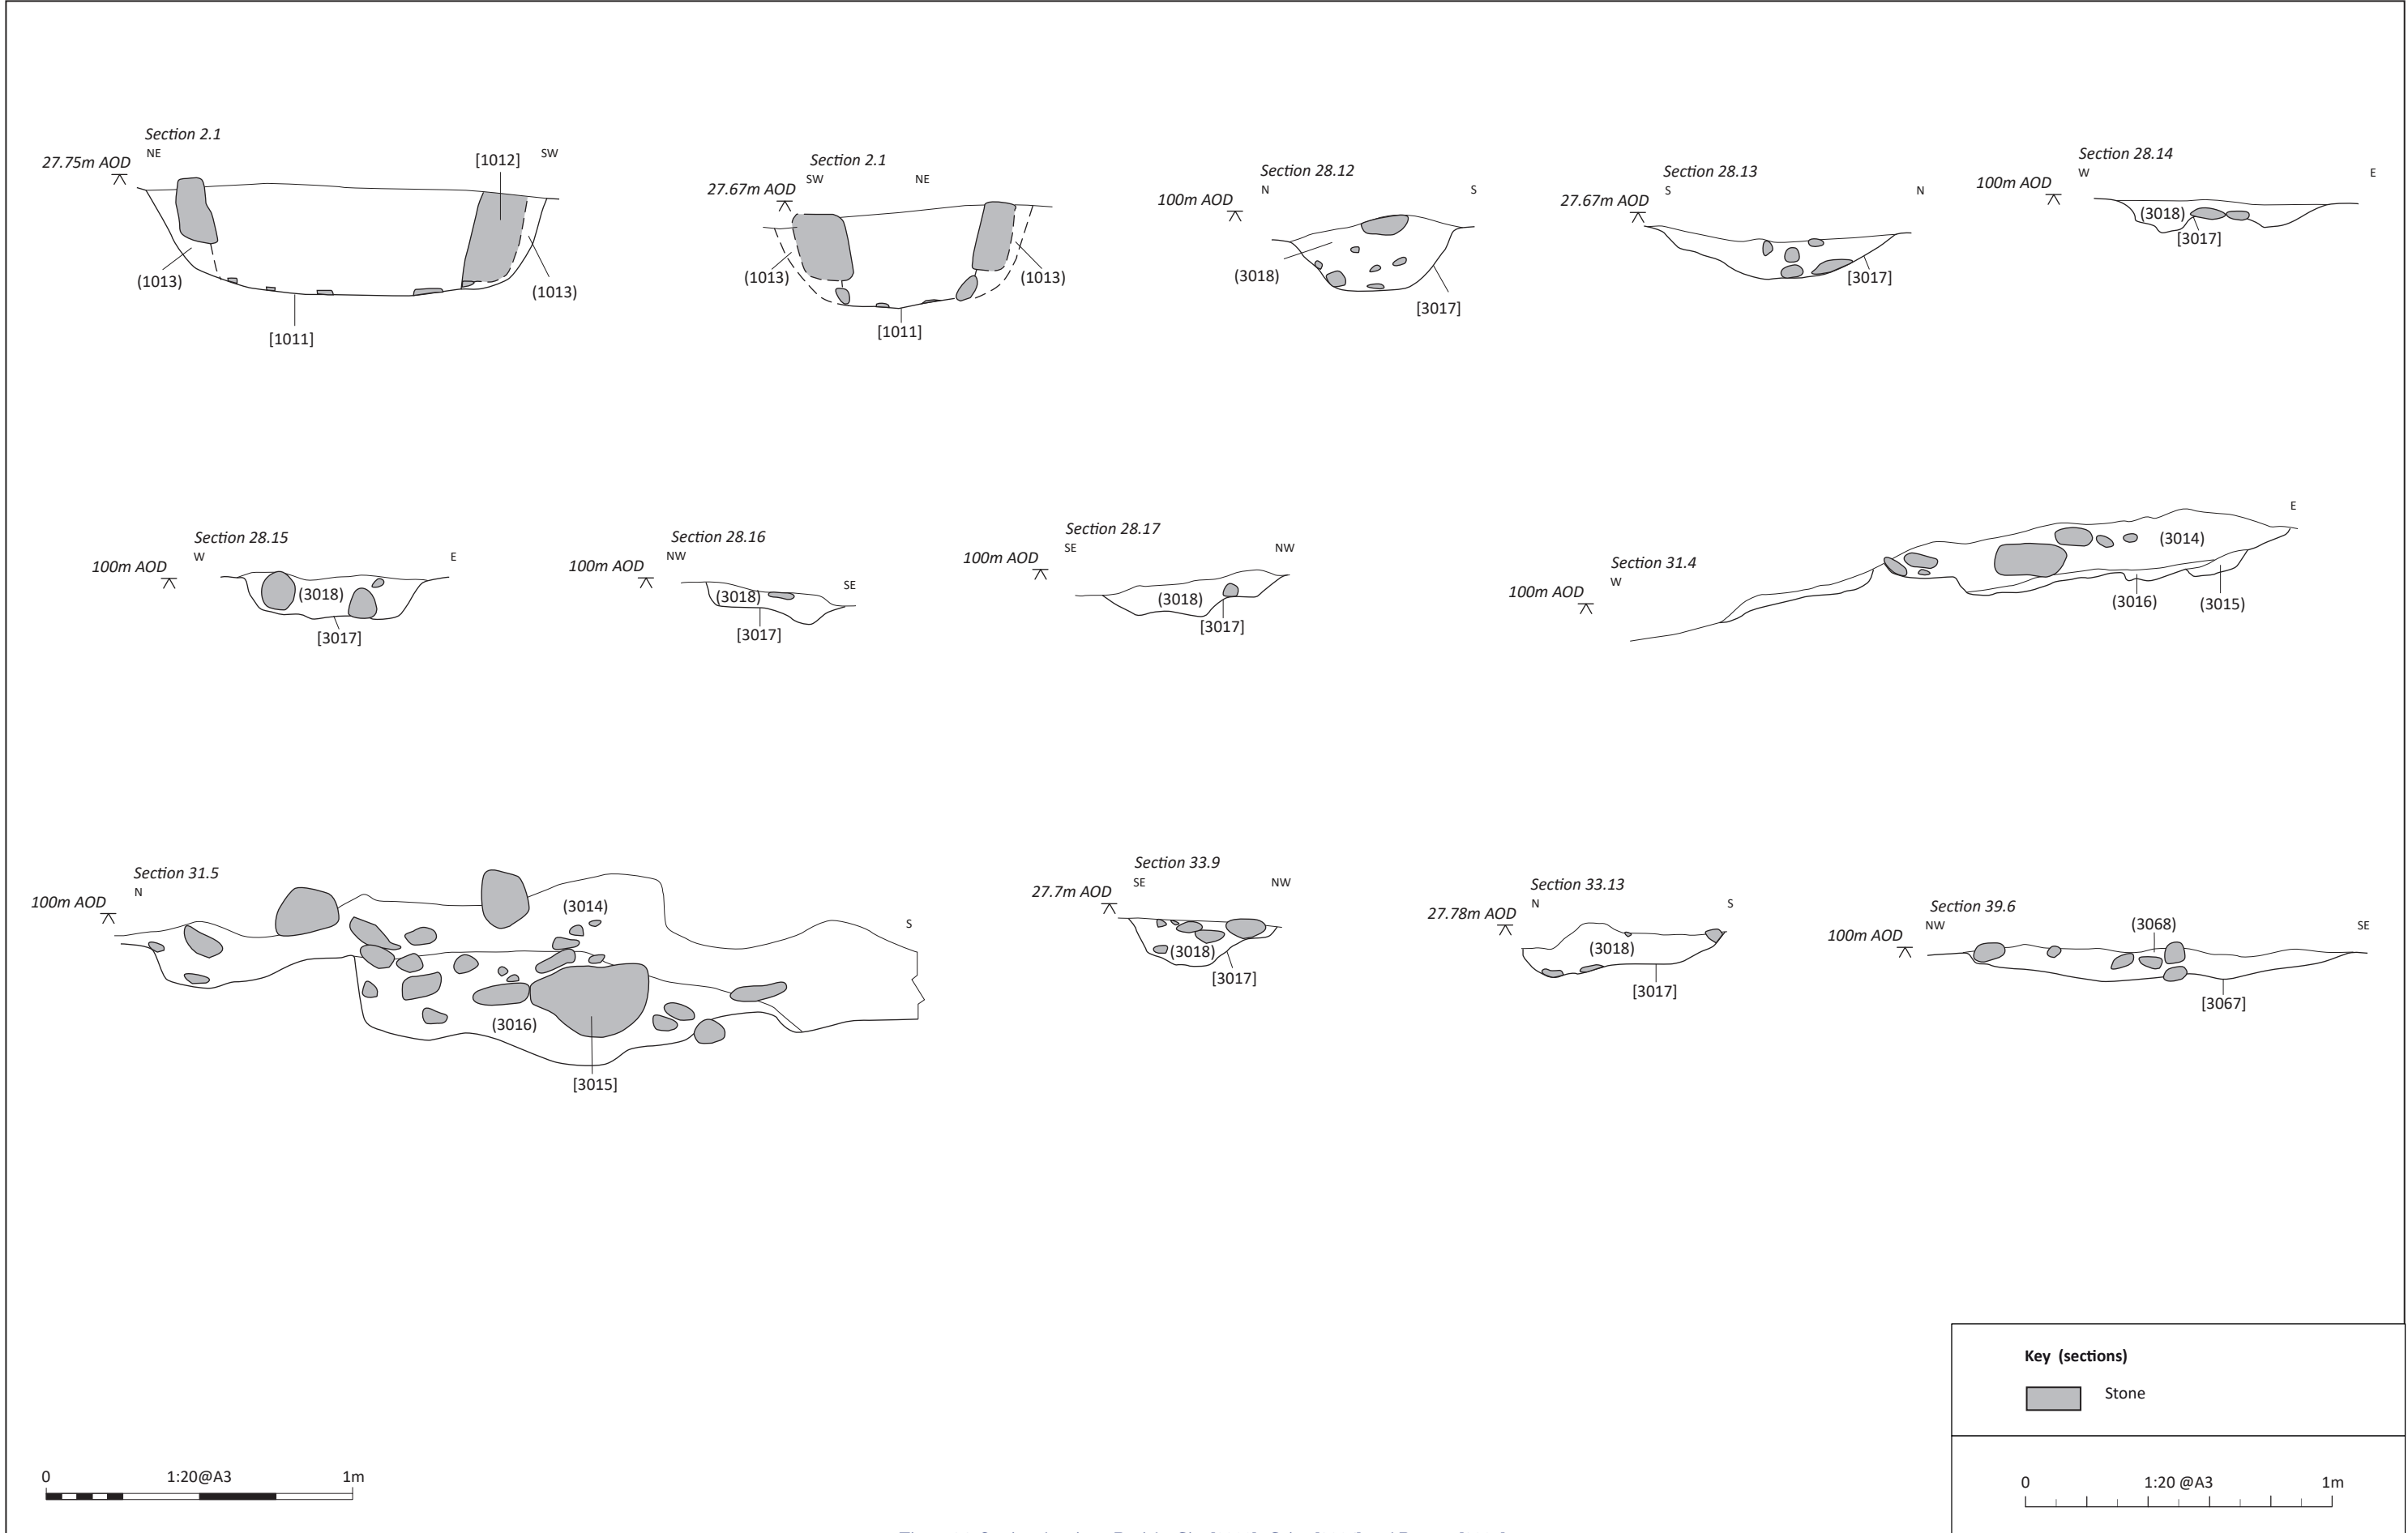 Section 2.1
NE
SW
27.75m AOD
[1012]
(1013)
(1013)
[1011]
Section 2.1
SW
NE
27.67m AOD
(1013)
(1013)
[1011]
Section 28.12
N
S
100m AOD
(3018)
[3017]
Section 28.13
S
N
27.67m AOD
[3017]
Section 28.14
W
E
100m AOD
(3018)
[3017]
Section 28.15
W
E
100m AOD
(3018)
[3017]
Section 28.16
NW
SE
100m AOD
(3018)
[3017]
Section 28.17
SE
NW
100m AOD
(3018)
[3017]
Section 31.4
W
E
100m AOD
(3014)
(3016)
(3015)
Section 31.5
N
S
100m AOD
(3014)
(3016)
[3015]
Section 33.9
SE
NW
27.7m AOD
(3018)
[3017]
Section 33.13
N
S
27.78m AOD
(3018)
[3017]
Section 39.6
NW
SE
100m AOD
(3068)
[3067]
Key (sections)
Stone
0 1:20@A3 1m
0 1:20 @A3 1m